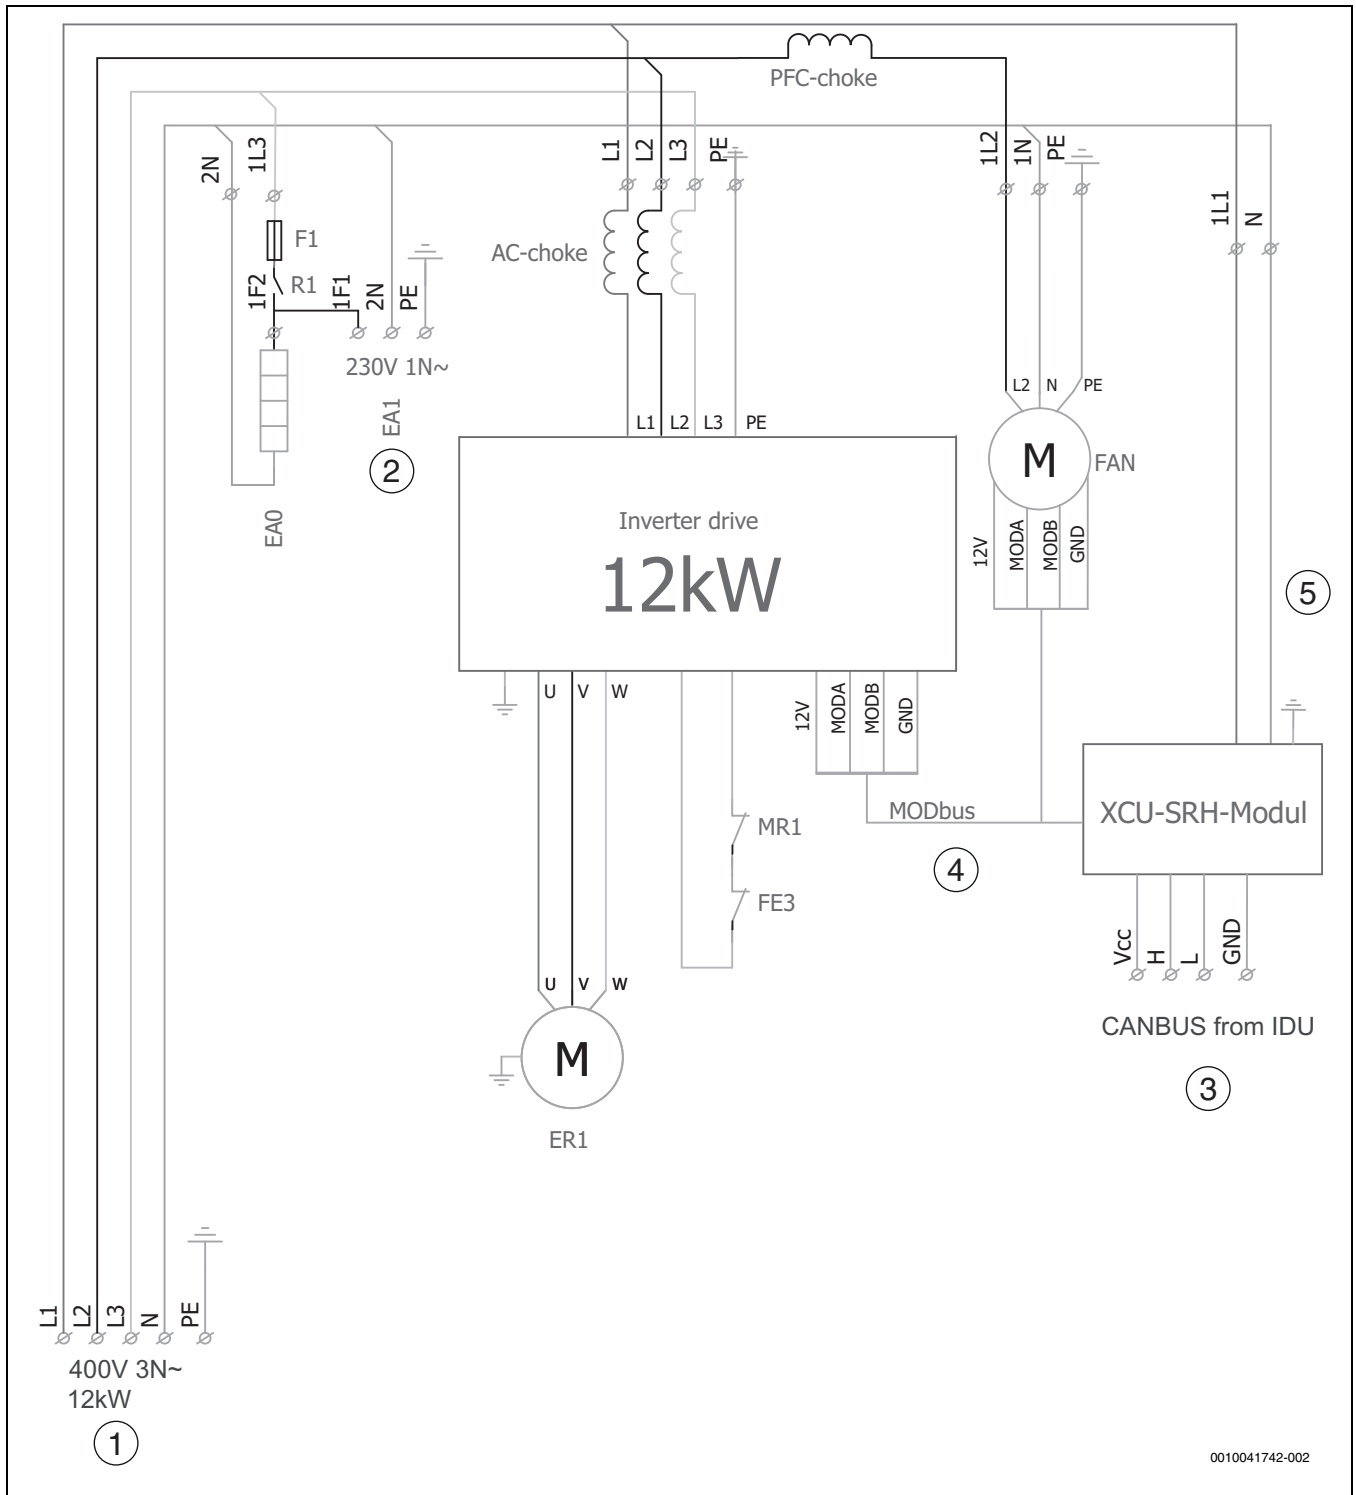 PFC-choke
2N
1L3
L1
L2
L3
PE
1L2
1N
PE
1L1
N
F1
AC-choke
1F2
R1
1F1
2N
PE
230V 1N~
EA1
2
L2 N PE
L1 L2 L3 PE
M
FAN
EA0
Inverter drive
12kW
12V
MODA
MODB
GND
5
U V W
12V
MODA
MODB
GND
MODbus
XCU-SRH-Modul
MR1
4
FE3
Vcc
H
L
GND
U V W
CANBUS from IDU
M
3
ER1
L1
L2
L3
N
PE
400V 3N~
12kW
1
0010041742-002